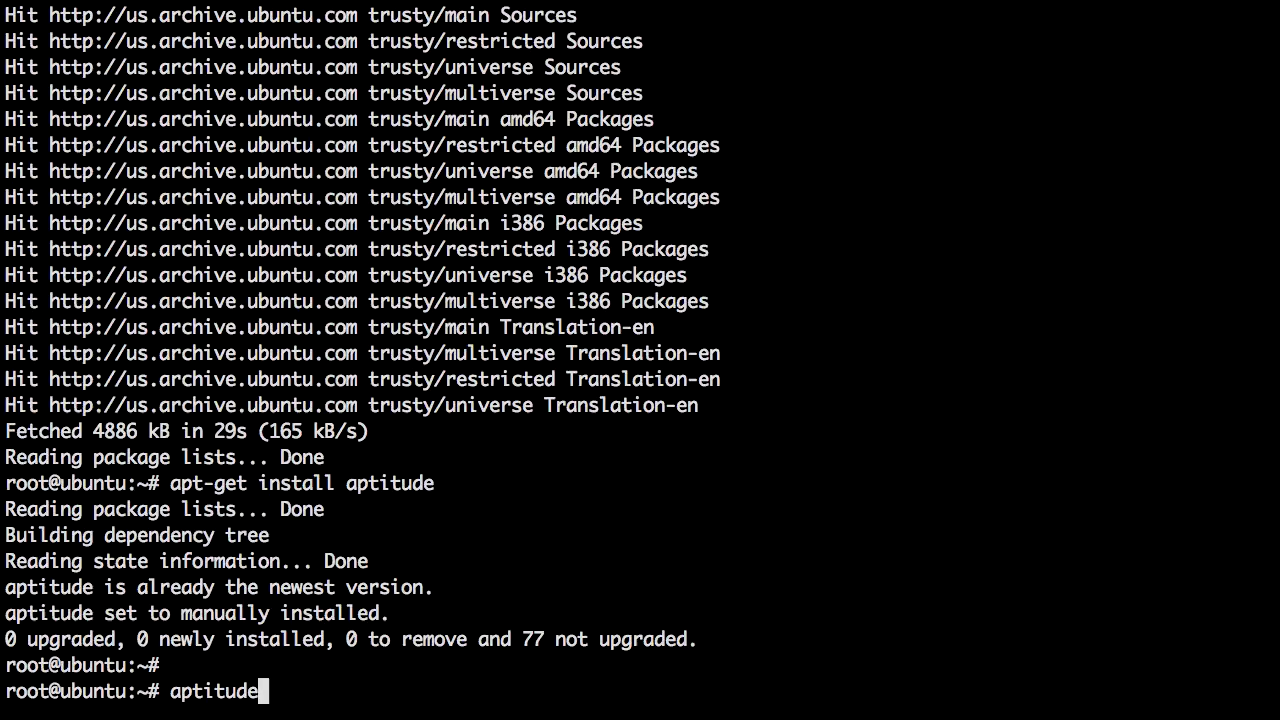 Hit http://us.archive.ubuntu.com trusty/main Sources
Hit http://us.archive.ubuntu.com trusty/restricted Sources
Hit http://us.archive.ubuntu.com trusty/universe Sources
Hit http://us.archive.ubuntu.com trusty/multiverse Sources
Hit http://us.archive.ubuntu.com trusty/main amd64 Packages
Hit http://us.archive.ubuntu.com trusty/restricted amd64 Packages
Hit http://us.archive.ubuntu.com trusty/universe amd64 Packages
Hit http://us.archive.ubuntu.com trusty/multiverse amd64 Packages
Hit http://us.archive.ubuntu.com trusty/main i386 Packages
Hit http://us.archive.ubuntu.com trusty/restricted i386 Packages
Hit http://us.archive.ubuntu.com trusty/universe i386 Packages
Hit http://us.archive.ubuntu.com trusty/multiverse i386 Packages
Hit http://us.archive.ubuntu.com trusty/main Translation-en
Hit http://us.archive.ubuntu.com trusty/multiverse Translation-en
Hit http://us.archive.ubuntu.com trusty/restricted Translation-en
Hit http://us.archive.ubuntu.com trusty/universe Translation-en
Fetched 4886 kB in 29s (165 kB/s)
Reading package lists... Done
root@ubuntu:~# apt-get install aptitude
Reading package lists... Done
Building dependency tree
Reading state information... Done
aptitude is already the newest version.
aptitude set to manually installed.
0 upgraded, 0 newly installed, 0 to remove and 77 not upgraded.
root@ubuntu:~#
root@ubuntu:~# aptitude